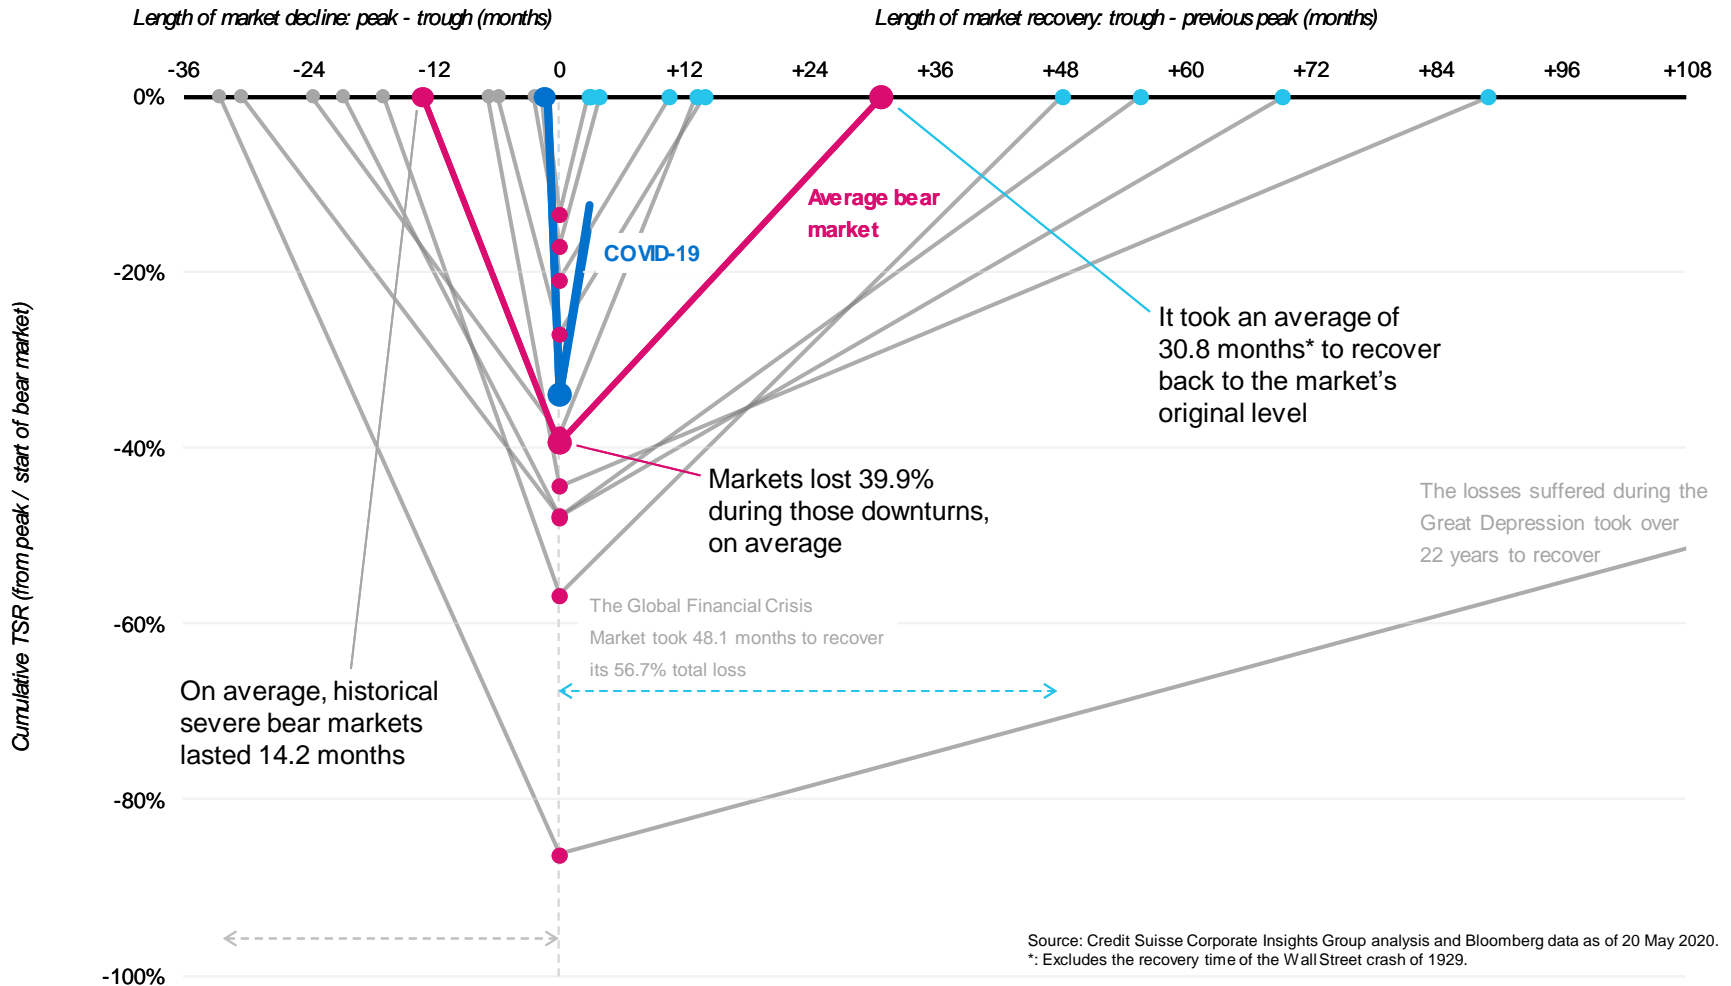 Length of market decline: peak - trough (months)
Length of market recovery: trough - previous peak (months)
-36 -24 -12 0 +12 +24 +36 +48 +60 +72 +84 +96 +108
0%
-20%
-40%
-60%
-80%
-100%
Cumulative TSR (from peak / start of bear market)
Average bear
market
COVID-19
It took an average of
30.8 months* to recover
back to the market’s
original level
Markets lost 39.9%
during those downturns,
on average
The losses suffered during the
Great Depression took over
22 years to recover
The Global Financial Crisis
Market took 48.1 months to recover
its 56.7% total loss
On average, historical
severe bear markets
lasted 14.2 months
Source: Credit Suisse Corporate Insights Group analysis and Bloomberg data as of 20 May 2020.
*: Excludes the recovery time of the Wall Street crash of 1929.